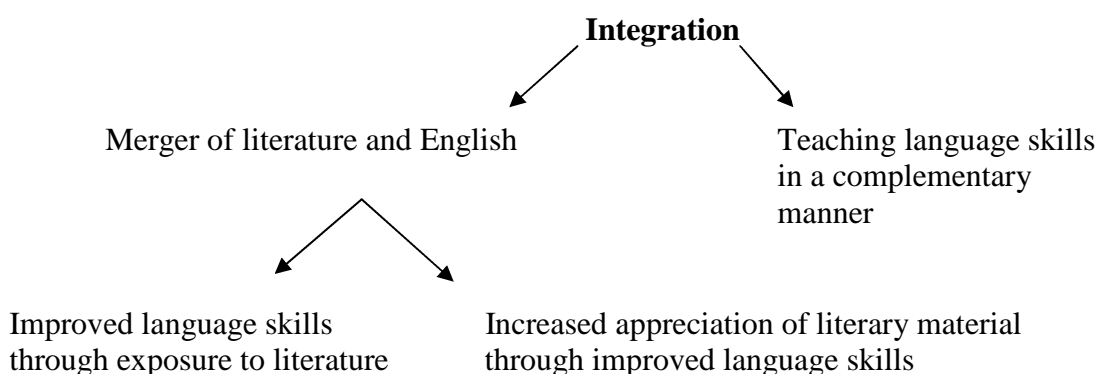 Integration
Merger of literature and English
Teaching language skills
in a complementary
manner
Improved language skills
through exposure to literature
Increased appreciation of literary material
through improved language skills